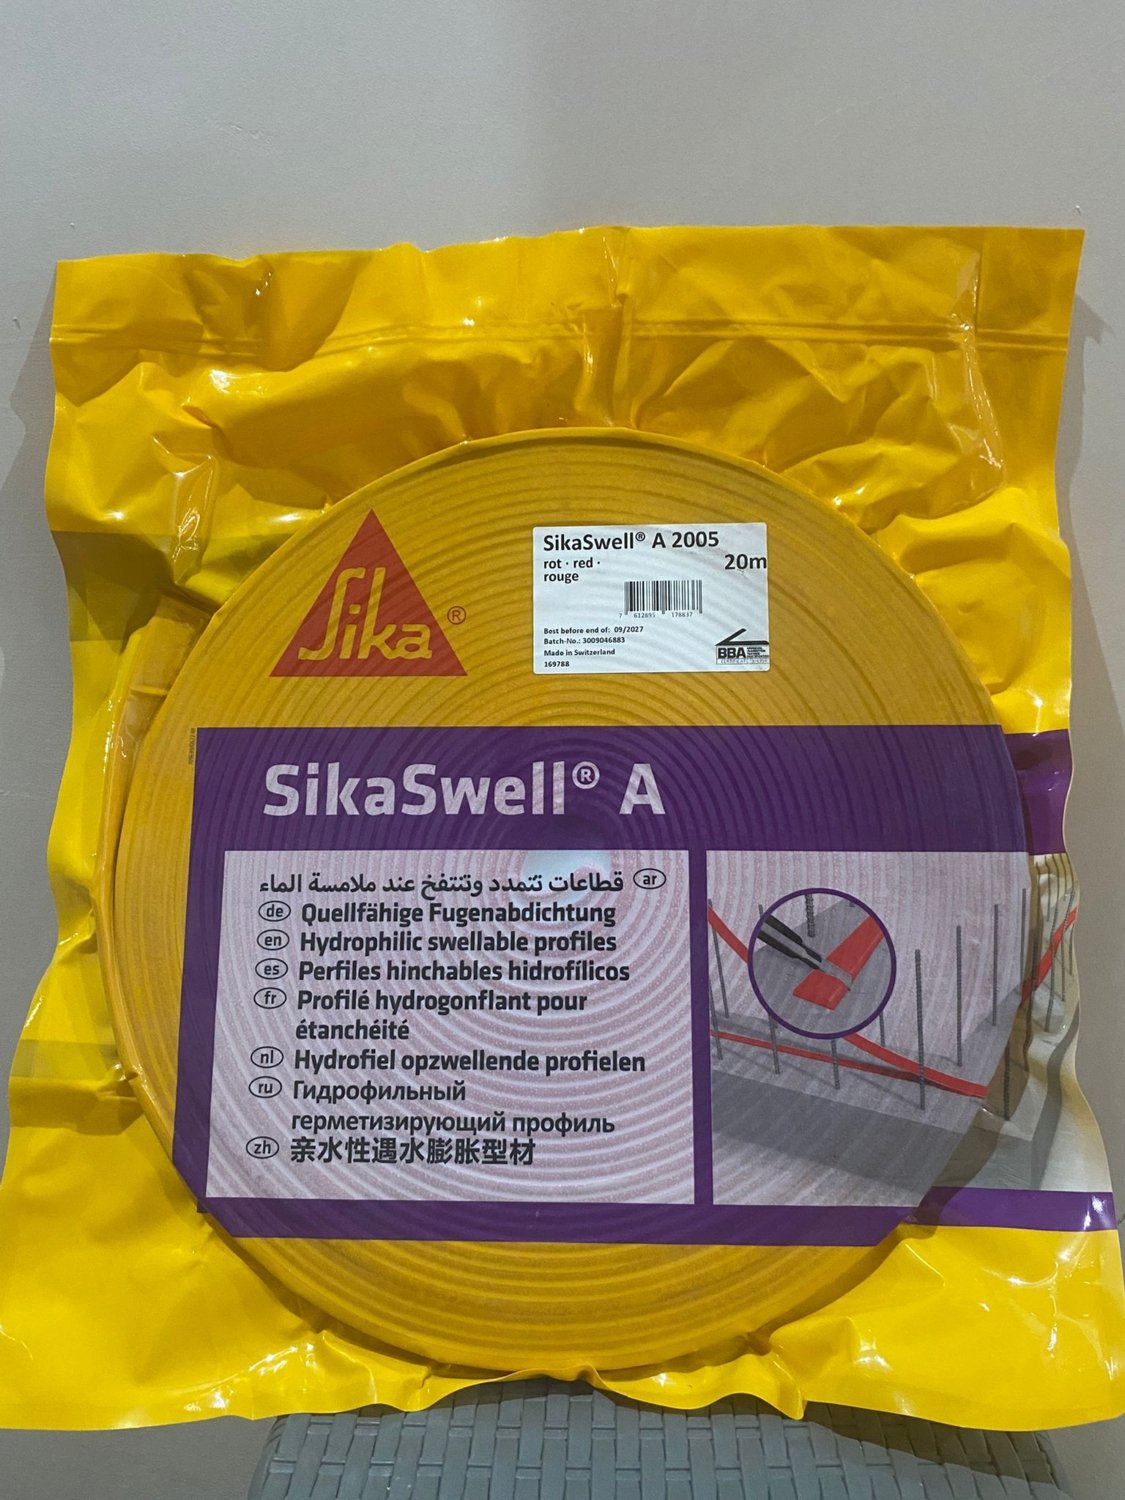 Sika®
SikaSwell® A 2005
rot · red ·
rouge
20m
7 612895 178837
Best before end of: 09/2027
Batch-No.: 3009046883
Made in Switzerland
169788
BBA
SikaSwell® A
ar قطاعات تتمدد وتنتفخ عند ملامسة الماء
de Quellfähige Fugenabdichtung
en Hydrophilic swellable profiles
es Perfiles hinchables hidrofílicos
fr Profilé hydrogonflant pour
étanchéité
nl Hydrofiel opzwellende profielen
ru Гидрофильный
герметизирующий профиль
zh 亲水性遇水膨胀型材